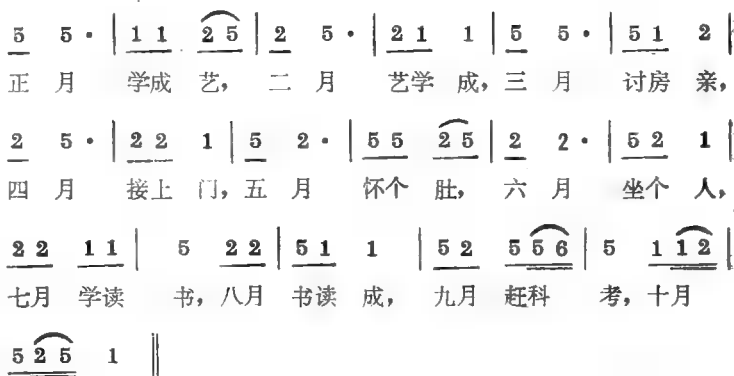 5 5· | 1 1 2 5 | 2 5· | 2 1 1 | 5 5· | 5 1 2 |
正 月 学成 艺， 二 月 艺学 成，三 月 讨房 亲，
2 5· | 2 2 1 | 5 2· | 5 5 2 5 | 2 2· | 5 2 1 |
四 月 接上 门，五 月 怀个 肚， 六 月 坐个 人，
2 2 1 1 | 5 2 2 | 5 1 1 | 5 2 5 5 6 | 5 1 1 2 |
七月 学读 书，八月 书读 成， 九月 赶科 考，十月
5 2 5 1 ‖